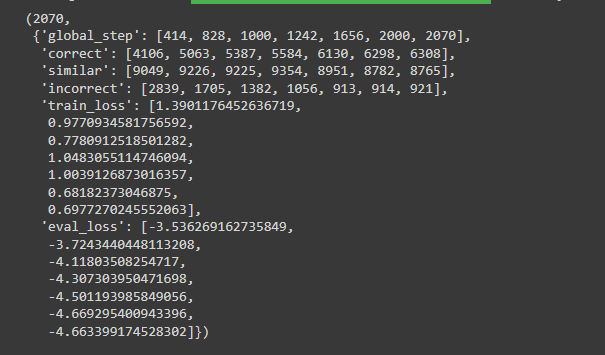 (2070,
{'global_step': [414, 828, 1000, 1242, 1656, 2000, 2070],
'correct': [4106, 5063, 5387, 5584, 6130, 6298, 6308],
'similar': [9049, 9226, 9225, 9354, 8951, 8782, 8765],
'incorrect': [2839, 1705, 1382, 1056, 913, 914, 921],
'train_loss': [1.3901176452636719,
0.9770934581756592,
0.7780912518501282,
1.0483055114746094,
1.0039126873016357,
0.68182373046875,
0.6977270245552063],
'eval_loss': [-3.536269162735849,
-3.7243440448113208,
-4.11803508254717,
-4.307303950471698,
-4.501193985849056,
-4.669295400943396,
-4.663399174528302]})